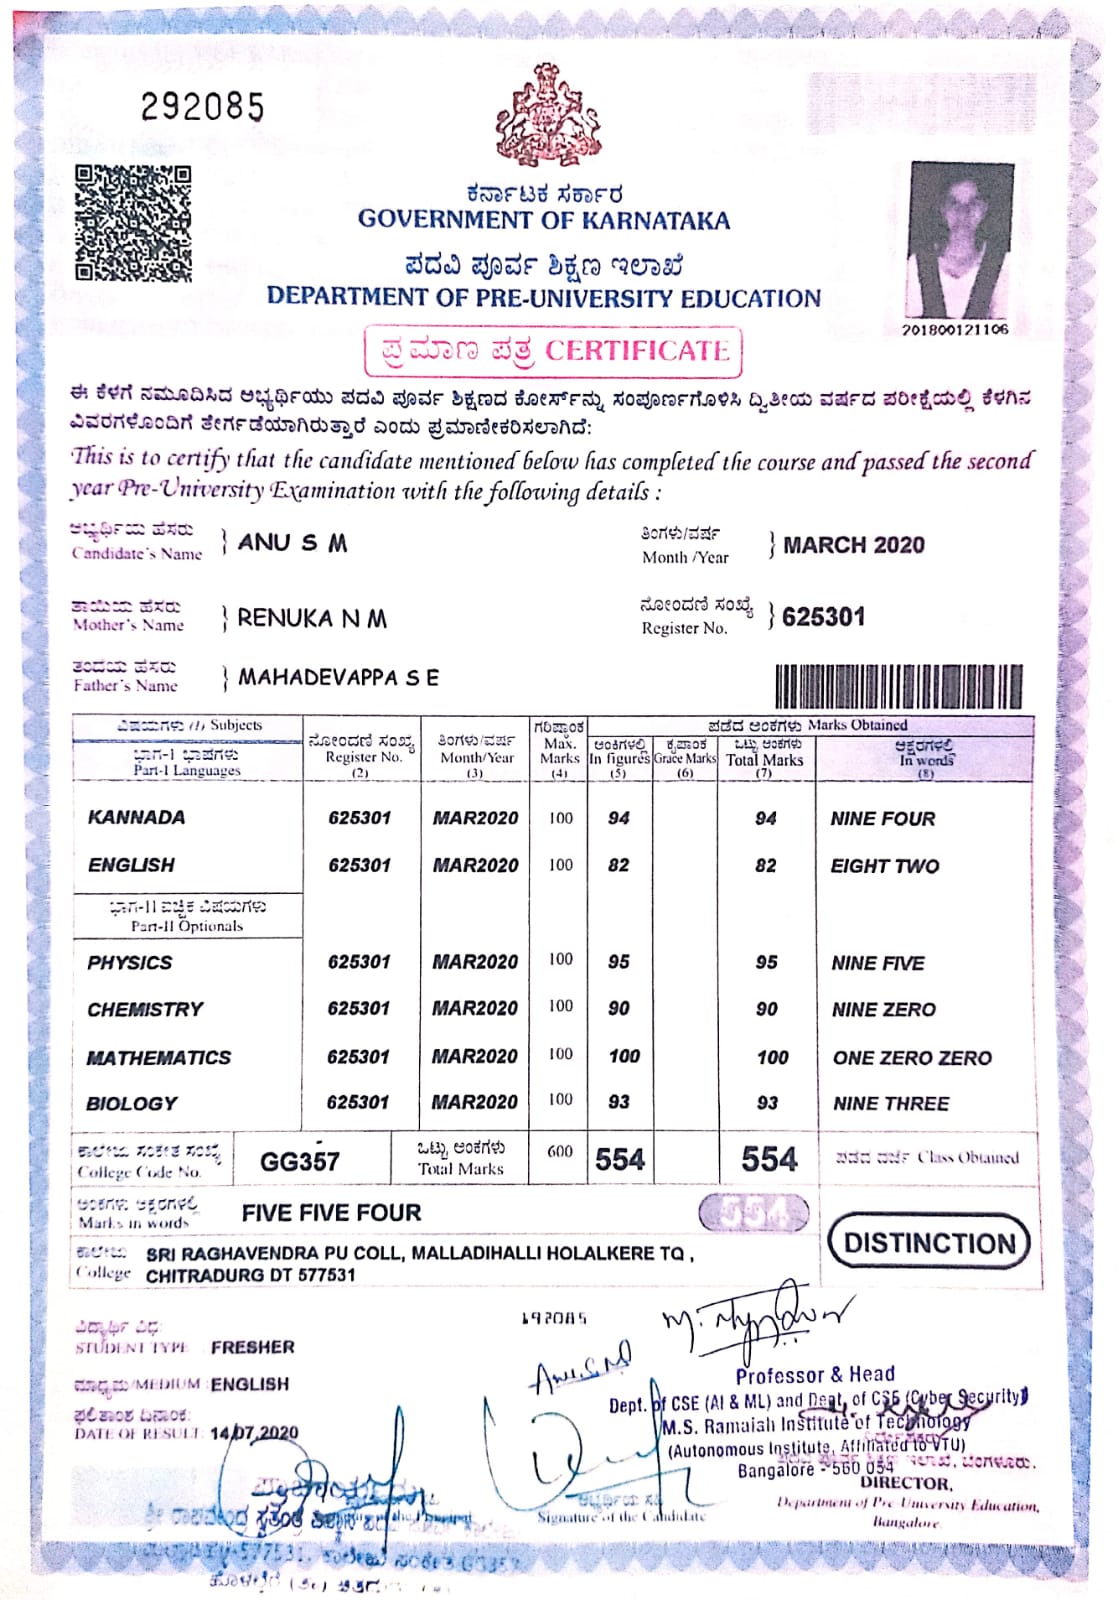 292085
ಕರ್ನಾಟಕ ಸರ್ಕಾರ
GOVERNMENT OF KARNATAKA
ಪದವಿ ಪೂರ್ವ ಶಿಕ್ಷಣ ಇಲಾಖೆ
DEPARTMENT OF PRE-UNIVERSITY EDUCATION
201800121106
ಪ್ರಮಾಣ ಪತ್ರ CERTIFICATE
ಈ ಕೆಳಗೆ ನಮೂದಿಸಿದ ಅಭ್ಯರ್ಥಿಯು ಪದವಿ ಪೂರ್ವ ಶಿಕ್ಷಣದ ಕೋರ್ಸ್‌ನ್ನು ಸಂಪೂರ್ಣಗೊಳಿಸಿ ದ್ವಿತೀಯ ವರ್ಷದ ಪರೀಕ್ಷೆಯಲ್ಲಿ ಕೆಳಗಿನ
ವಿವರಗಳೊಂದಿಗೆ ತೇರ್ಗಡೆಯಾಗಿರುತ್ತಾರೆ ಎಂದು ಪ್ರಮಾಣೀಕರಿಸಲಾಗಿದೆ:
This is to certify that the candidate mentioned below has completed the course and passed the second
year Pre-University Examination with the following details :
ಅಭ್ಯರ್ಥಿಯ ಹೆಸರು
Candidate's Name } ANU S M
ತಿಂಗಳು/ವರ್ಷ
Month /Year } MARCH 2020
ತಾಯಿಯ ಹೆಸರು
Mother's Name } RENUKA N M
ನೋಂದಣಿ ಸಂಖ್ಯೆ
Register No. } 625301
ತಂದೆಯ ಹೆಸರು
Father's Name } MAHADEVAPPA S E
ವಿಷಯಗಳು (1) Subjects
ಭಾಗ-I ಭಾಷೆಗಳು
Part-I Languages
ನೋಂದಣಿ ಸಂಖ್ಯೆ
Register No.
(2)
ತಿಂಗಳು/ವರ್ಷ
Month/Year
(3)
ಗರಿಷ್ಠಾಂಕ
Max.
Marks
(4)
ಪಡೆದ ಅಂಕಗಳು Marks Obtained
ಅಂಕಿಗಳಲ್ಲಿ
In figures
(5)
ಕೃಪಾಂಕ
Grace Marks
(6)
ಒಟ್ಟು ಅಂಕಗಳು
Total Marks
(7)
ಅಕ್ಷರಗಳಲ್ಲಿ
In words
(8)
KANNADA 625301 MAR2020 100 94 94 NINE FOUR
ENGLISH 625301 MAR2020 100 82 82 EIGHT TWO
ಭಾಗ-II ಐಚ್ಛಿಕ ವಿಷಯಗಳು
Part-II Optionals
PHYSICS 625301 MAR2020 100 95 95 NINE FIVE
CHEMISTRY 625301 MAR2020 100 90 90 NINE ZERO
MATHEMATICS 625301 MAR2020 100 100 100 ONE ZERO ZERO
BIOLOGY 625301 MAR2020 100 93 93 NINE THREE
ಕಾಲೇಜು ಸಂಕೇತ ಸಂಖ್ಯೆ
College Code No. GG357
ಒಟ್ಟು ಅಂಕಗಳು
Total Marks 600 554 554
ಪಡೆದ ದರ್ಜೆ Class Obtained
ಅಂಕಗಳು ಅಕ್ಷರಗಳಲ್ಲಿ
Marks in words FIVE FIVE FOUR
554
DISTINCTION
ಕಾಲೇಜು
College SRI RAGHAVENDRA PU COLL, MALLADIHALLI HOLALKERE TQ ,
CHITRADURG DT 577531
192085
ವಿದ್ಯಾರ್ಥಿ ವಿಧ:
STUDENT TYPE FRESHER
ಮಾಧ್ಯಮ/MEDIUM :ENGLISH
ಫಲಿತಾಂಶ ದಿನಾಂಕ:
DATE OF RESULT: 14.07.2020
Anu.S.M
Professor & Head
Dept. of CSE (AI & ML) and Dept. of CSE (Cyber Security)
M.S. Ramaiah Institute of Technology
(Autonomous Institute, Affiliated to VTU)
Bangalore - 560 054
ಇಲಾಖೆ, ಬೆಂಗಳೂರು.
DIRECTOR,
Department of Pre-University Education,
Bangalore.
Signature of the Candidate